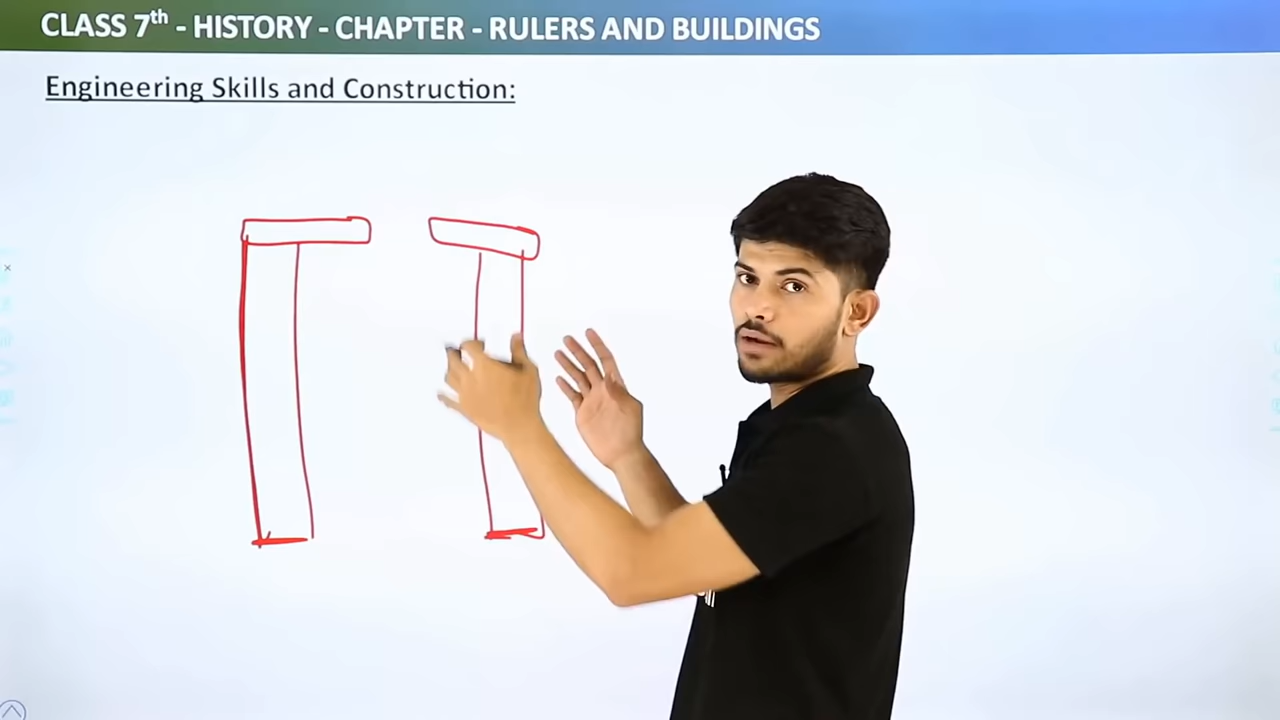 CLASS 7th - HISTORY - CHAPTER - RULERS AND BUILDINGS
Engineering Skills and Construction: